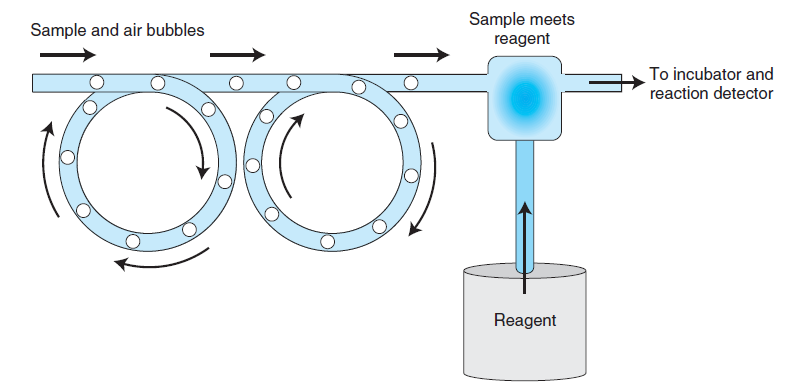 Sample and air bubbles
Sample meets
reagent
To incubator and
reaction detector
Reagent